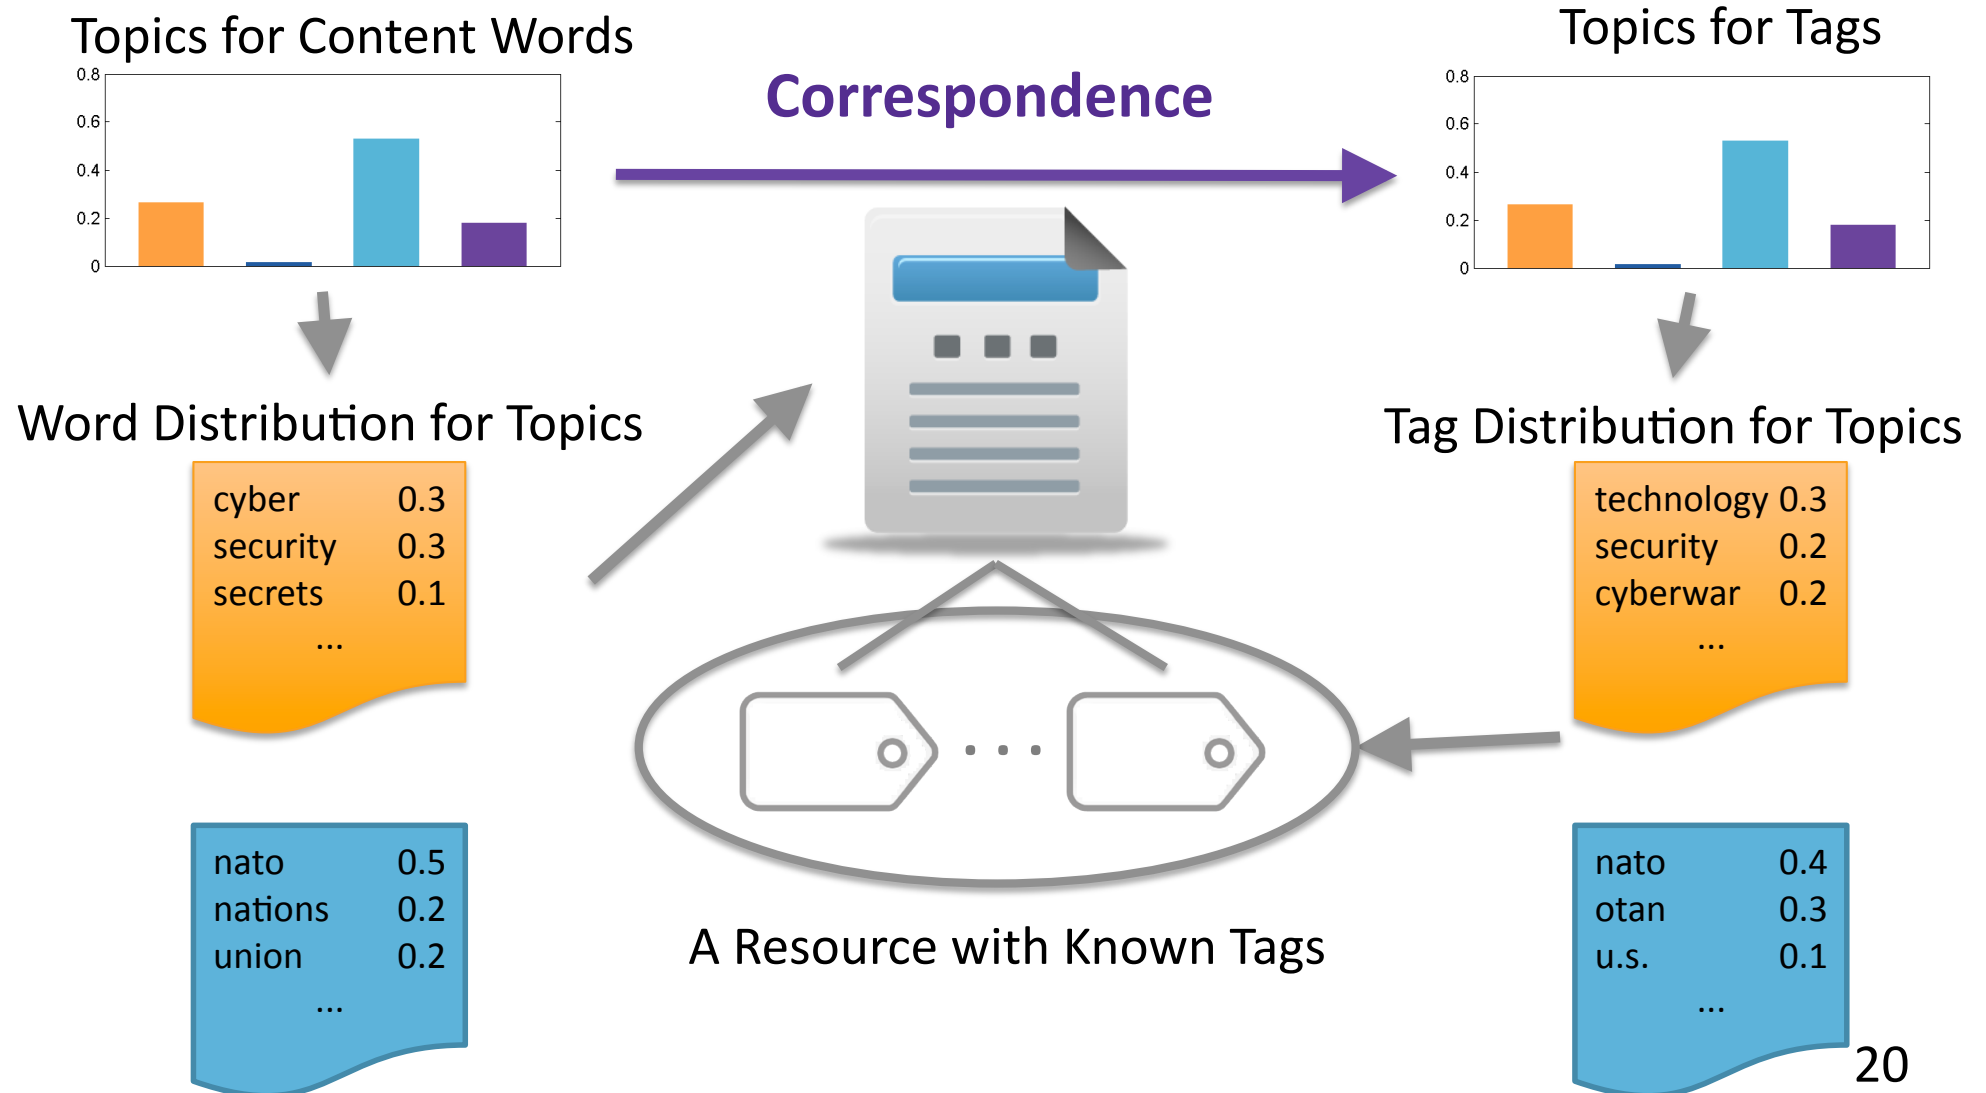 Topics for Content Words
0.8
0.6
0.4
0.2
0
Correspondence
Topics for Tags
0.8
0.6
0.4
0.2
0
Word Distribution for Topics
cyber 0.3
security 0.3
secrets 0.1
...
nato 0.5
nations 0.2
union 0.2
...
. . .
A Resource with Known Tags
Tag Distribution for Topics
technology 0.3
security 0.2
cyberwar 0.2
...
nato 0.4
otan 0.3
u.s. 0.1
...
20